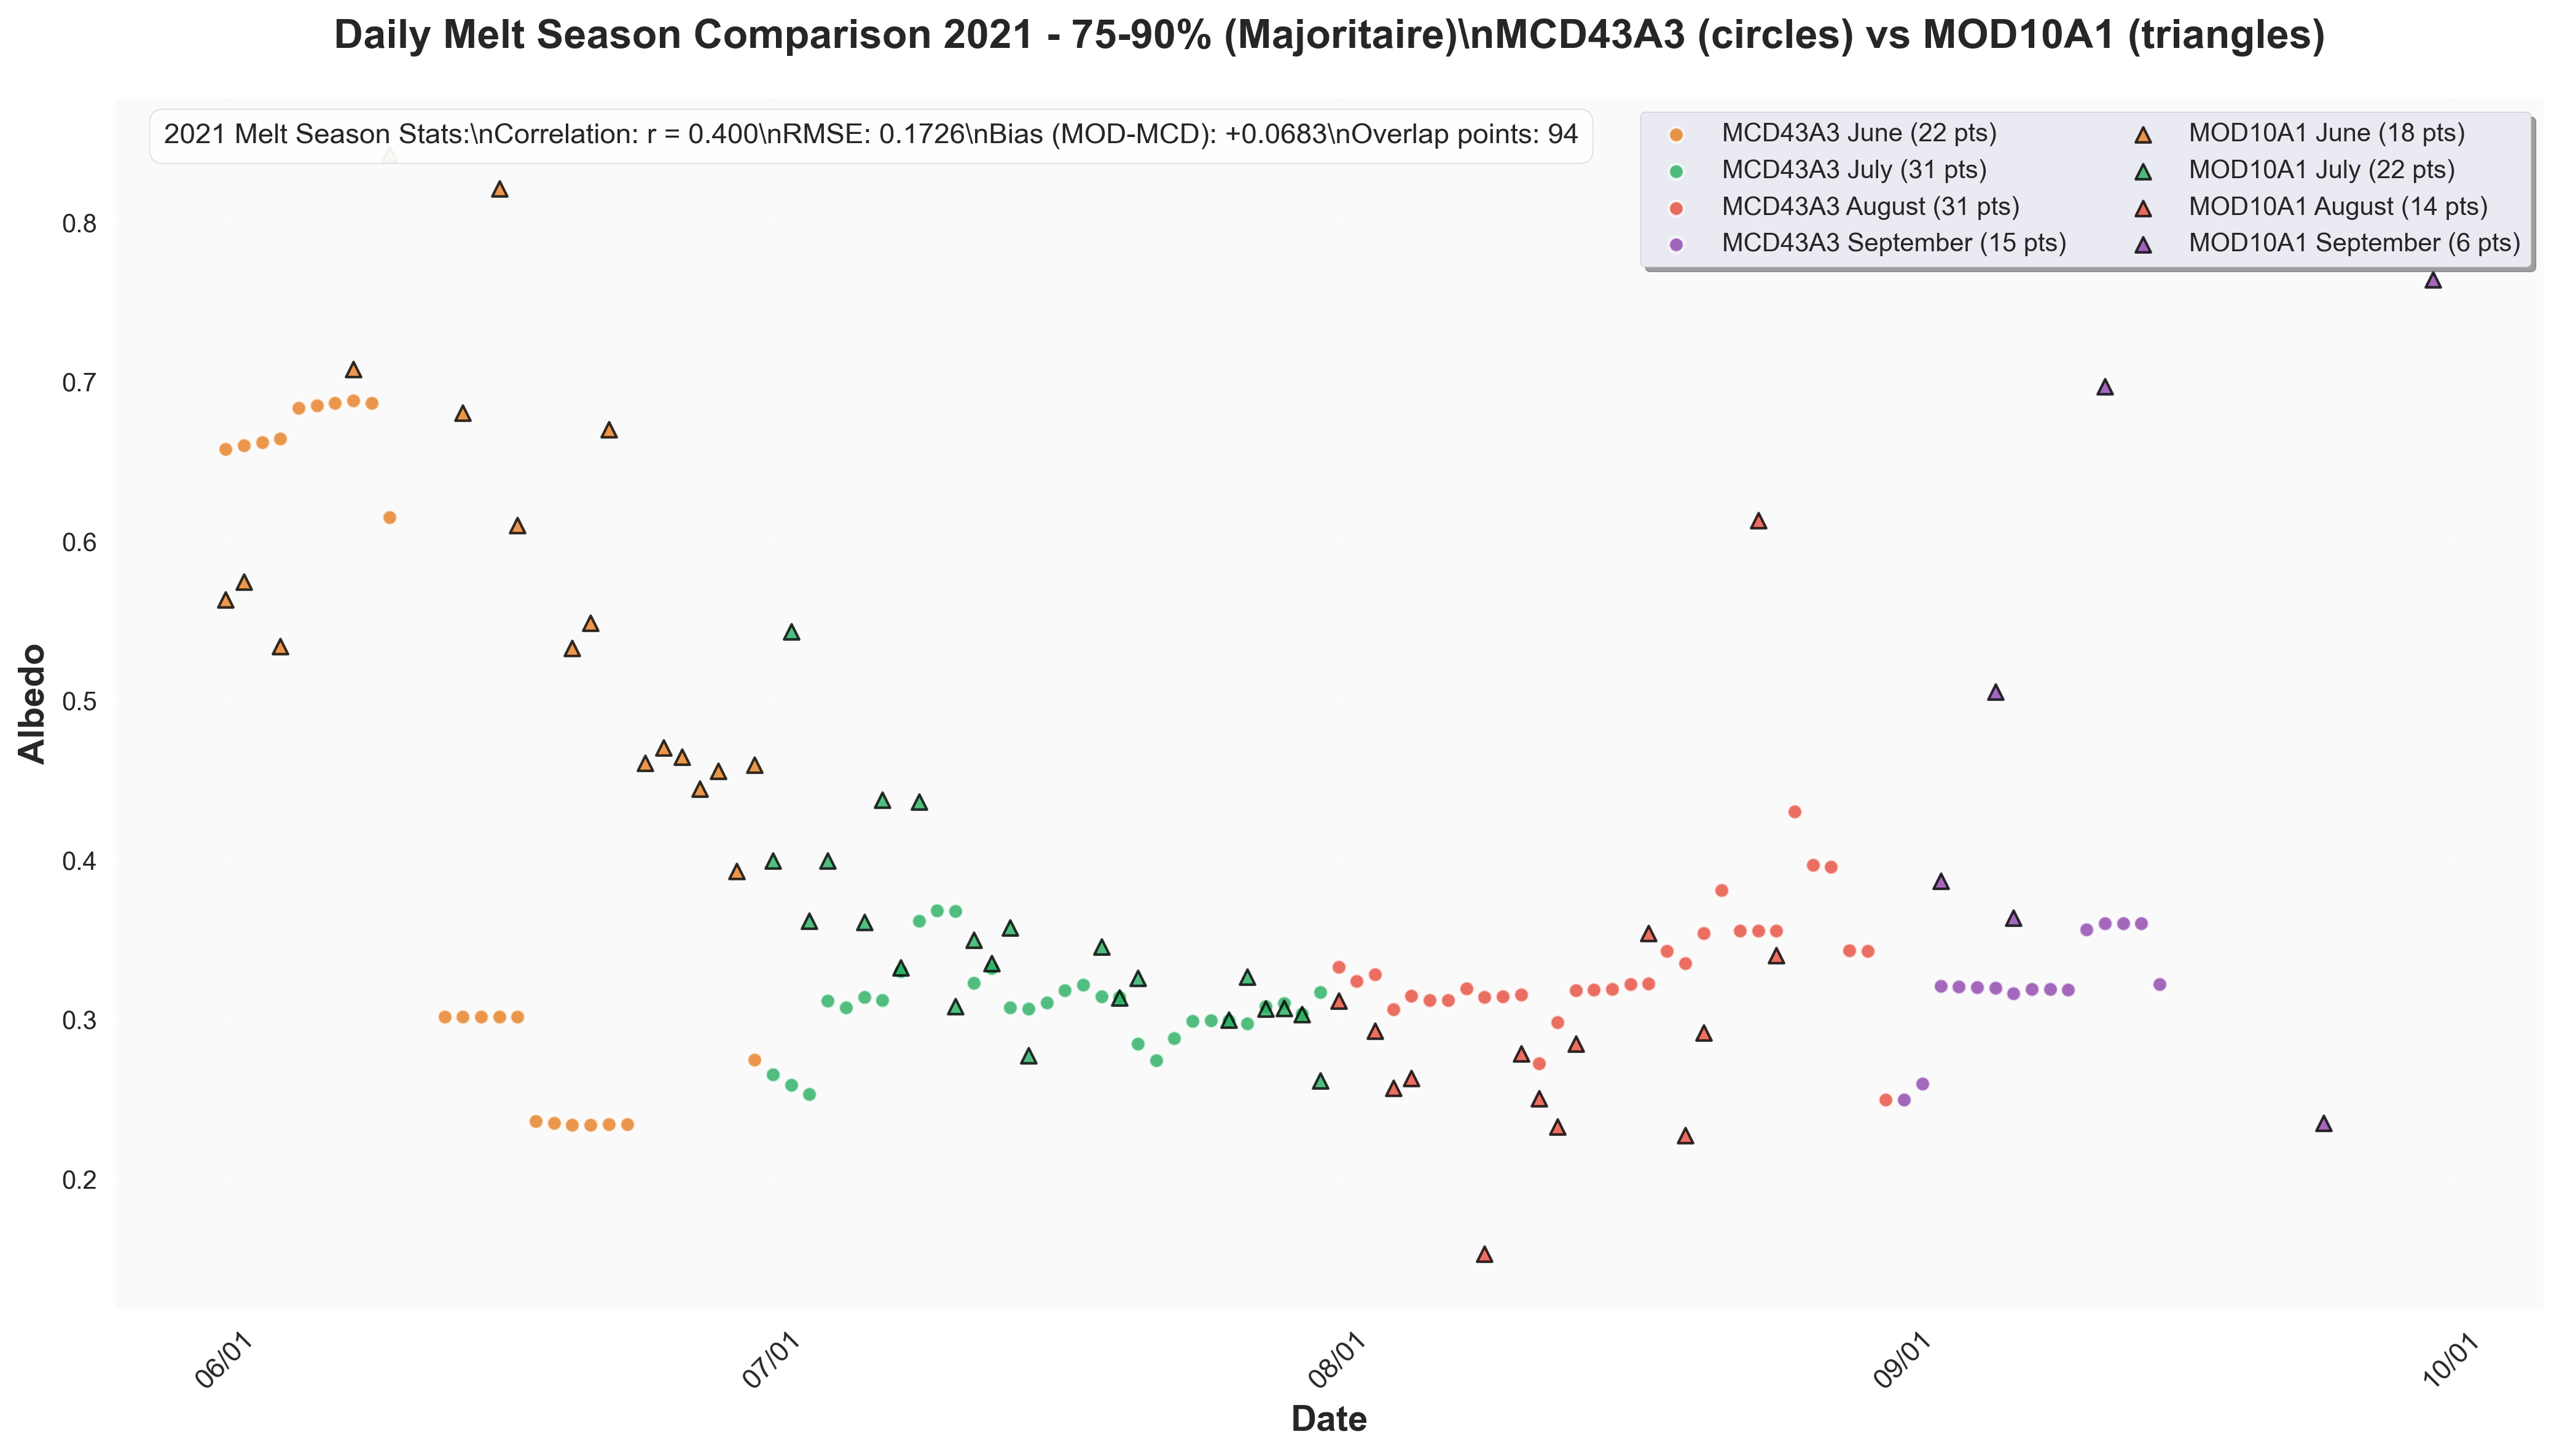 Daily Melt Season Comparison 2021 - 75-90% (Majoritaire)\nMCD43A3 (circles) vs MOD10A1 (triangles)
2021 Melt Season Stats:\nCorrelation: r = 0.400\nRMSE: 0.1726\nBias (MOD-MCD): +0.0683\nOverlap points: 94
MCD43A3 June (22 pts)
MCD43A3 July (31 pts)
MCD43A3 August (31 pts)
MCD43A3 September (15 pts)
MOD10A1 June (18 pts)
MOD10A1 July (22 pts)
MOD10A1 August (14 pts)
MOD10A1 September (6 pts)
Albedo
0.8
0.7
0.6
0.5
0.4
0.3
0.2
06/01
07/01
08/01
09/01
10/01
Date